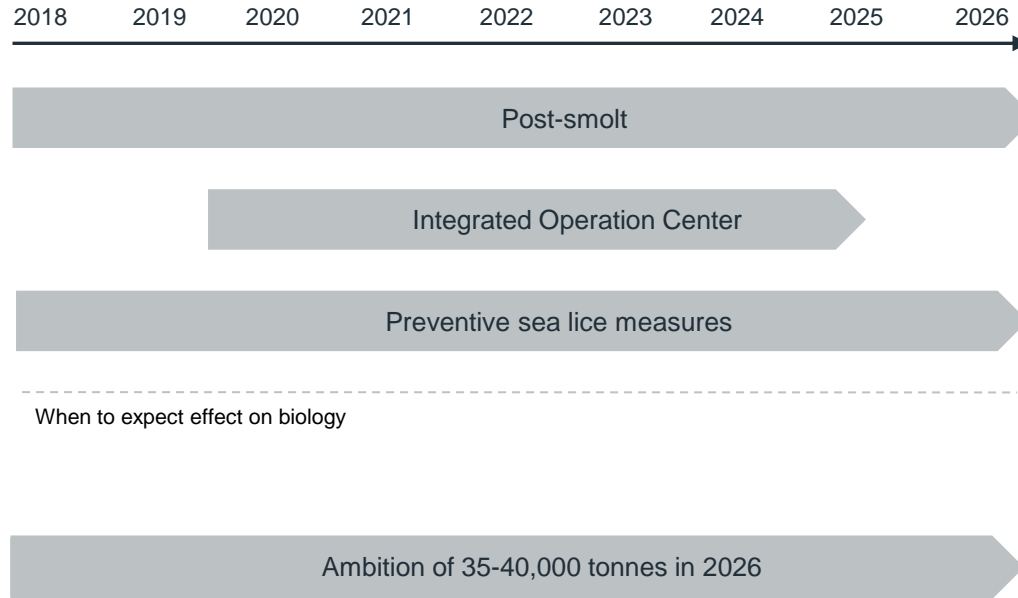 2018 2019 2020 2021 2022 2023 2024 2025 2026
Post-smolt
Integrated Operation Center
Preventive sea lice measures
When to expect effect on biology
Ambition of 35-40,000 tonnes in 2026